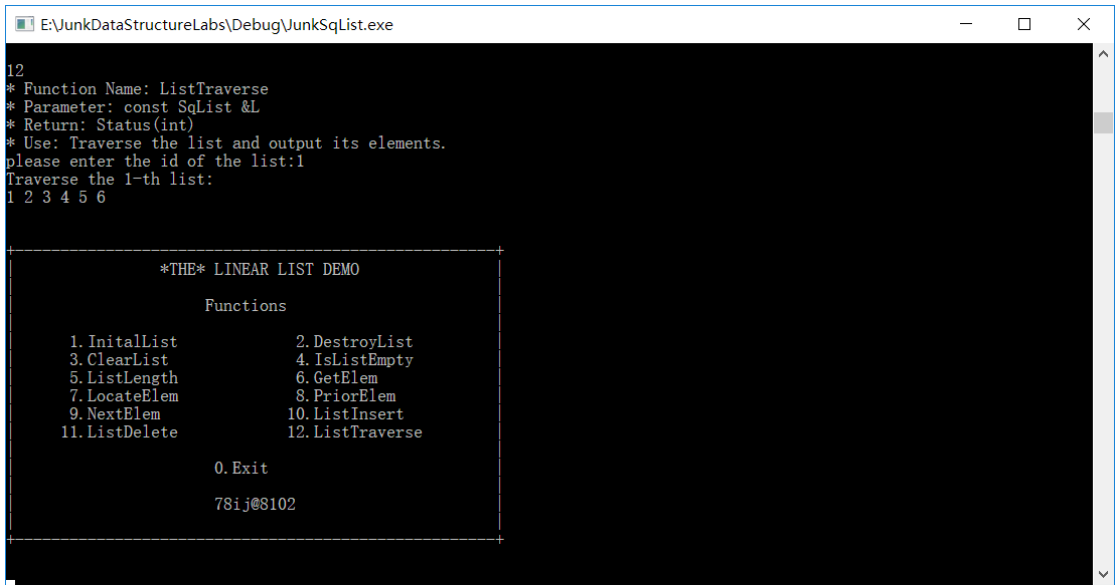 E:\JunkDataStructureLabs\Debug\JunkSqList.exe
12
* Function Name: ListTraverse
* Parameter: const SqList &L
* Return: Status(int)
* Use: Traverse the list and output its elements.
please enter the id of the list:1
Traverse the 1-th list:
1 2 3 4 5 6
*THE* LINEAR LIST DEMO
Functions
1.InitalList 2.DestroyList
3.ClearList 4.IsListEmpty
5.ListLength 6.GetElem
7.LocateElem 8.PriorElem
9.NextElem 10.ListInsert
11.ListDelete 12.ListTraverse
0.Exit
78ij@8102